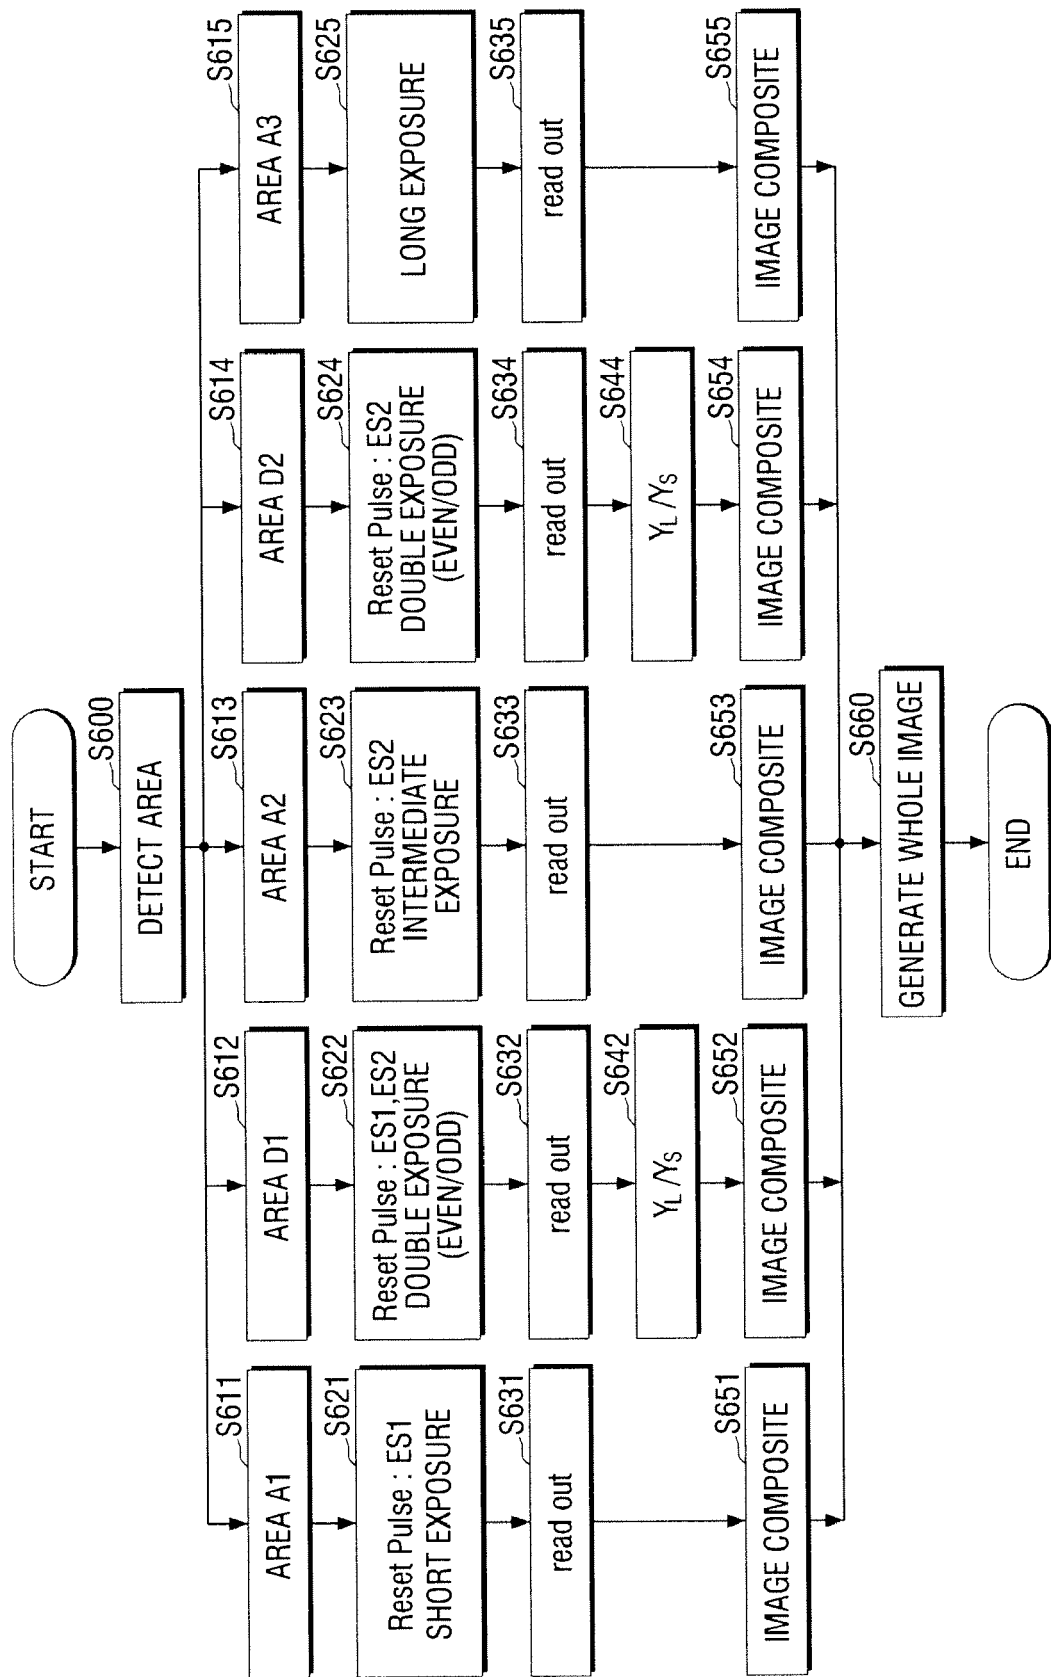 START
S600
DETECT AREA
S611
AREA A1
S612
AREA D1
S613
AREA A2
S614
AREA D2
S615
AREA A3
S621
Reset Pulse : ES1
SHORT EXPOSURE
S622
Reset Pulse : ES1,ES2
DOUBLE EXPOSURE
(EVEN/ODD)
S623
Reset Pulse : ES2
INTERMEDIATE
EXPOSURE
S624
Reset Pulse : ES2
DOUBLE EXPOSURE
(EVEN/ODD)
S625
LONG EXPOSURE
S631
read out
S632
read out
S633
read out
S634
read out
S635
read out
S642
YL /YS
S644
YL /YS
S651
IMAGE COMPOSITE
S652
IMAGE COMPOSITE
S653
IMAGE COMPOSITE
S654
IMAGE COMPOSITE
S655
IMAGE COMPOSITE
S660
GENERATE WHOLE IMAGE
END